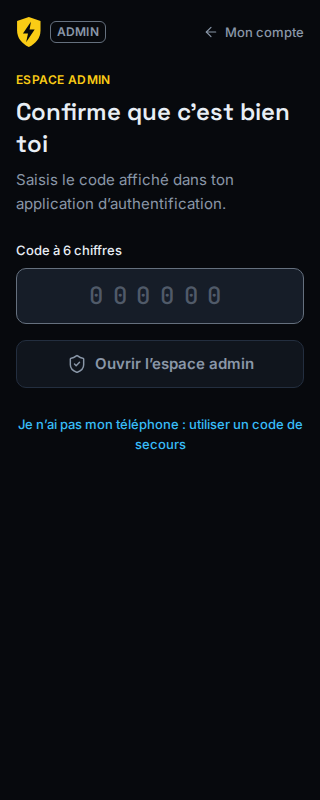 ADMIN
Mon compte
ESPACE ADMIN
Confirme que c’est bien
toi
Saisis le code affiché dans ton
application d’authentification.
Code à 6 chiffres
000000
Ouvrir l’espace admin
Je n’ai pas mon téléphone : utiliser un code de
secours